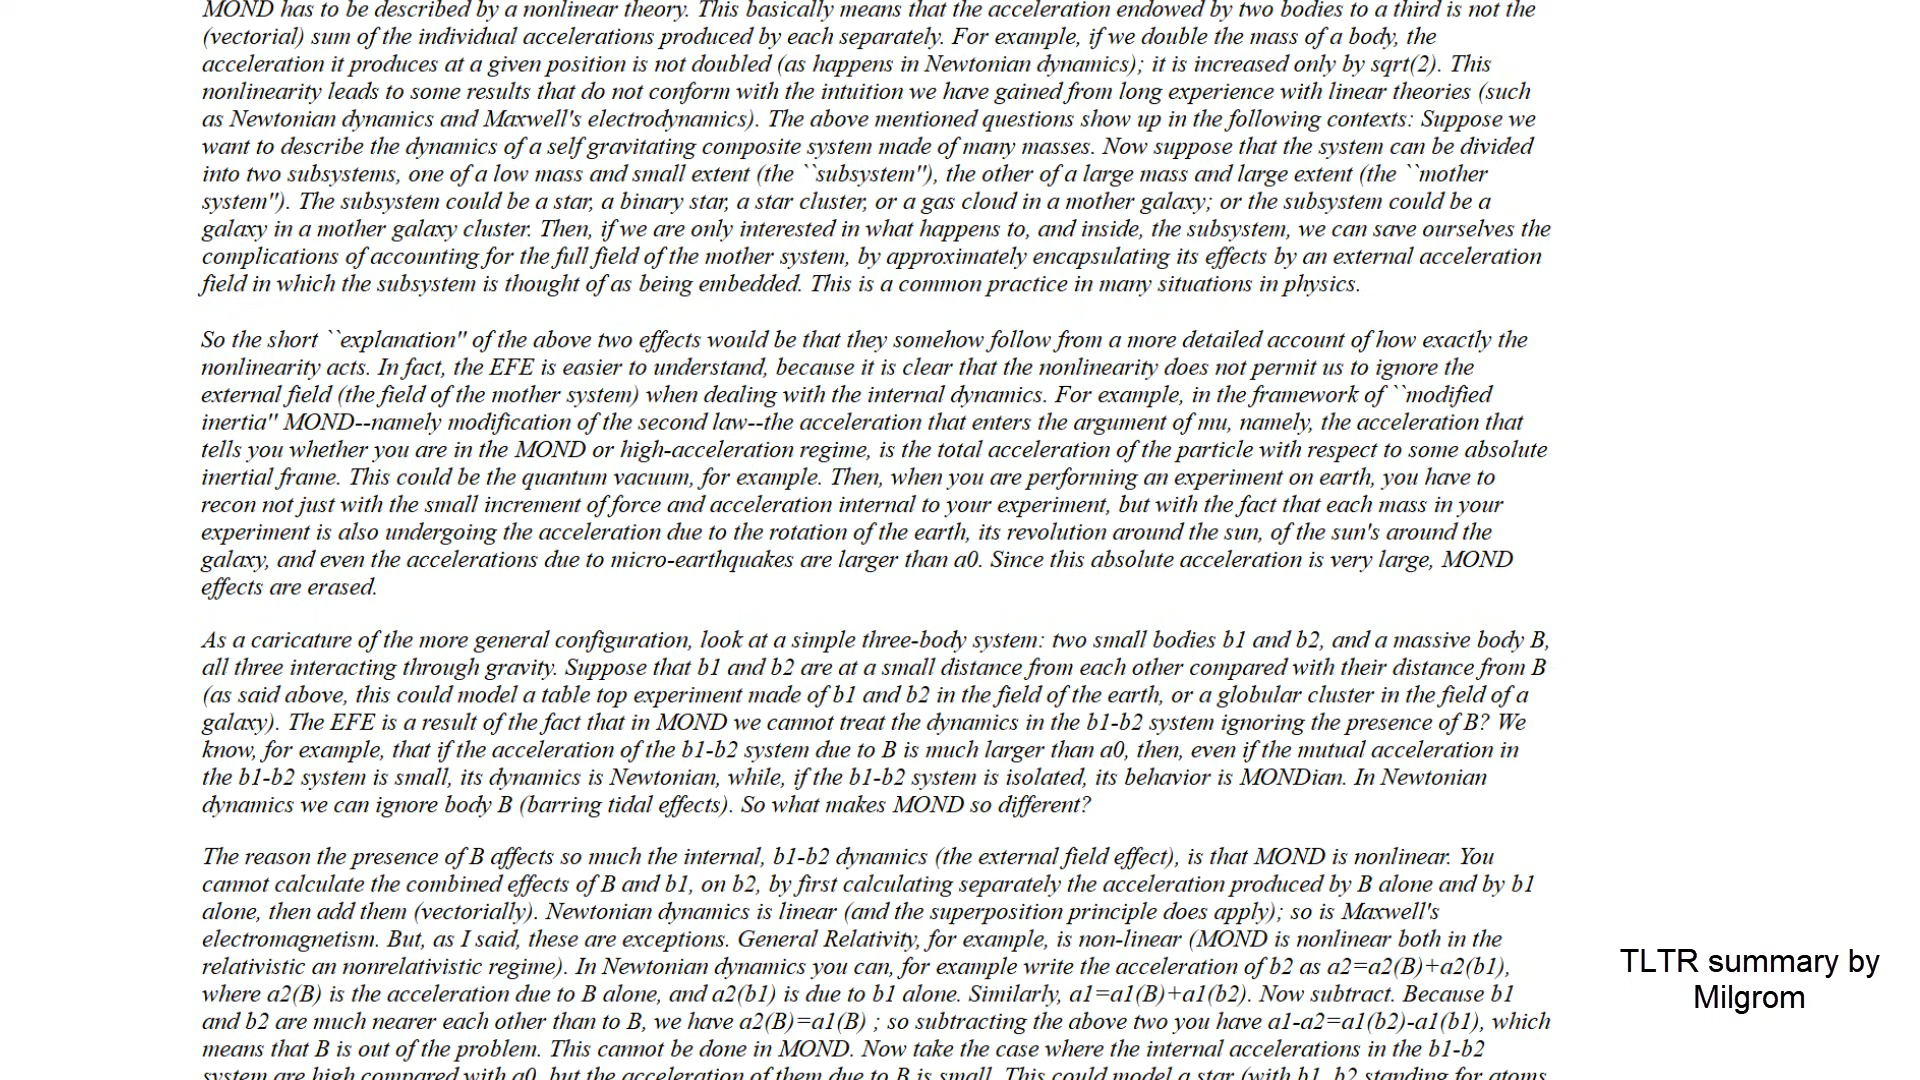 MOND has to be described by a nonlinear theory. This basically means that the acceleration endowed by two bodies to a third is not the
(vectorial) sum of the individual accelerations produced by each separately. For example, if we double the mass of a body, the
acceleration it produces at a given position is not doubled (as happens in Newtonian dynamics); it is increased only by sqrt(2). This
nonlinearity leads to some results that do not conform with the intuition we have gained from long experience with linear theories (such
as Newtonian dynamics and Maxwell's electrodynamics). The above mentioned questions show up in the following contexts: Suppose we
want to describe the dynamics of a self gravitating composite system made of many masses. Now suppose that the system can be divided
into two subsystems, one of a low mass and small extent (the ``subsystem''), the other of a large mass and large extent (the ``mother
system''). The subsystem could be a star, a binary star, a star cluster, or a gas cloud in a mother galaxy; or the subsystem could be a
galaxy in a mother galaxy cluster. Then, if we are only interested in what happens to, and inside, the subsystem, we can save ourselves the
complications of accounting for the full field of the mother system, by approximately encapsulating its effects by an external acceleration
field in which the subsystem is thought of as being embedded. This is a common practice in many situations in physics.
So the short ``explanation'' of the above two effects would be that they somehow follow from a more detailed account of how exactly the
nonlinearity acts. In fact, the EFE is easier to understand, because it is clear that the nonlinearity does not permit us to ignore the
external field (the field of the mother system) when dealing with the internal dynamics. For example, in the framework of ``modified
inertia'' MOND--namely modification of the second law--the acceleration that enters the argument of mu, namely, the acceleration that
tells you whether you are in the MOND or high-acceleration regime, is the total acceleration of the particle with respect to some absolute
inertial frame. This could be the quantum vacuum, for example. Then, when you are performing an experiment on earth, you have to
recon not just with the small increment of force and acceleration internal to your experiment, but with the fact that each mass in your
experiment is also undergoing the acceleration due to the rotation of the earth, its revolution around the sun, of the sun's around the
galaxy, and even the accelerations due to micro-earthquakes are larger than a0. Since this absolute acceleration is very large, MOND
effects are erased.
As a caricature of the more general configuration, look at a simple three-body system: two small bodies b1 and b2, and a massive body B,
all three interacting through gravity. Suppose that b1 and b2 are at a small distance from each other compared with their distance from B
(as said above, this could model a table top experiment made of b1 and b2 in the field of the earth, or a globular cluster in the field of a
galaxy). The EFE is a result of the fact that in MOND we cannot treat the dynamics in the b1-b2 system ignoring the presence of B? We
know, for example, that if the acceleration of the b1-b2 system due to B is much larger than a0, then, even if the mutual acceleration in
the b1-b2 system is small, its dynamics is Newtonian, while, if the b1-b2 system is isolated, its behavior is MONDian. In Newtonian
dynamics we can ignore body B (barring tidal effects). So what makes MOND so different?
The reason the presence of B affects so much the internal, b1-b2 dynamics (the external field effect), is that MOND is nonlinear. You
cannot calculate the combined effects of B and b1, on b2, by first calculating separately the acceleration produced by B alone and by b1
alone, then add them (vectorially). Newtonian dynamics is linear (and the superposition principle does apply); so is Maxwell's
electromagnetism. But, as I said, these are exceptions. General Relativity, for example, is non-linear (MOND is nonlinear both in the
relativistic an nonrelativistic regime). In Newtonian dynamics you can, for example write the acceleration of b2 as a2=a2(B)+a2(b1),
where a2(B) is the acceleration due to B alone, and a2(b1) is due to b1 alone. Similarly, a1=a1(B)+a1(b2). Now subtract. Because b1
and b2 are much nearer each other than to B, we have a2(B)=a1(B) ; so subtracting the above two you have a1-a2=a1(b2)-a1(b1), which
means that B is out of the problem. This cannot be done in MOND. Now take the case where the internal accelerations in the b1-b2
system are high compared with a0, but the acceleration of them due to B is small. This could model a star (with b1, b2 standing for atoms
TLTR summary by
Milgrom